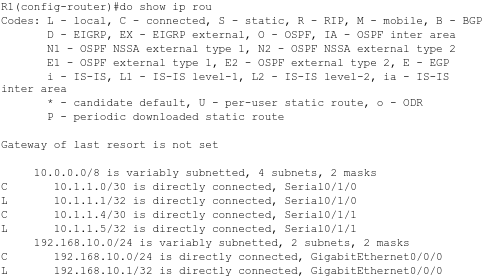 R1(config-router)#do show ip rou
Codes: L - local, C - connected, S - static, R - RIP, M - mobile, B - BGP
D - EIGRP, EX - EIGRP external, O - OSPF, IA - OSPF inter area
N1 - OSPF NSSA external type 1, N2 - OSPF NSSA external type 2
E1 - OSPF external type 1, E2 - OSPF external type 2, E - EGP
i - IS-IS, L1 - IS-IS level-1, L2 - IS-IS level-2, ia - IS-IS
inter area
* - candidate default, U - per-user static route, o - ODR
P - periodic downloaded static route
Gateway of last resort is not set
10.0.0.0/8 is variably subnetted, 4 subnets, 2 masks
C 10.1.1.0/30 is directly connected, Serial0/1/0
L 10.1.1.1/32 is directly connected, Serial0/1/0
C 10.1.1.4/30 is directly connected, Serial0/1/1
L 10.1.1.5/32 is directly connected, Serial0/1/1
192.168.10.0/24 is variably subnetted, 2 subnets, 2 masks
C 192.168.10.0/24 is directly connected, GigabitEthernet0/0/0
L 192.168.10.1/32 is directly connected, GigabitEthernet0/0/0